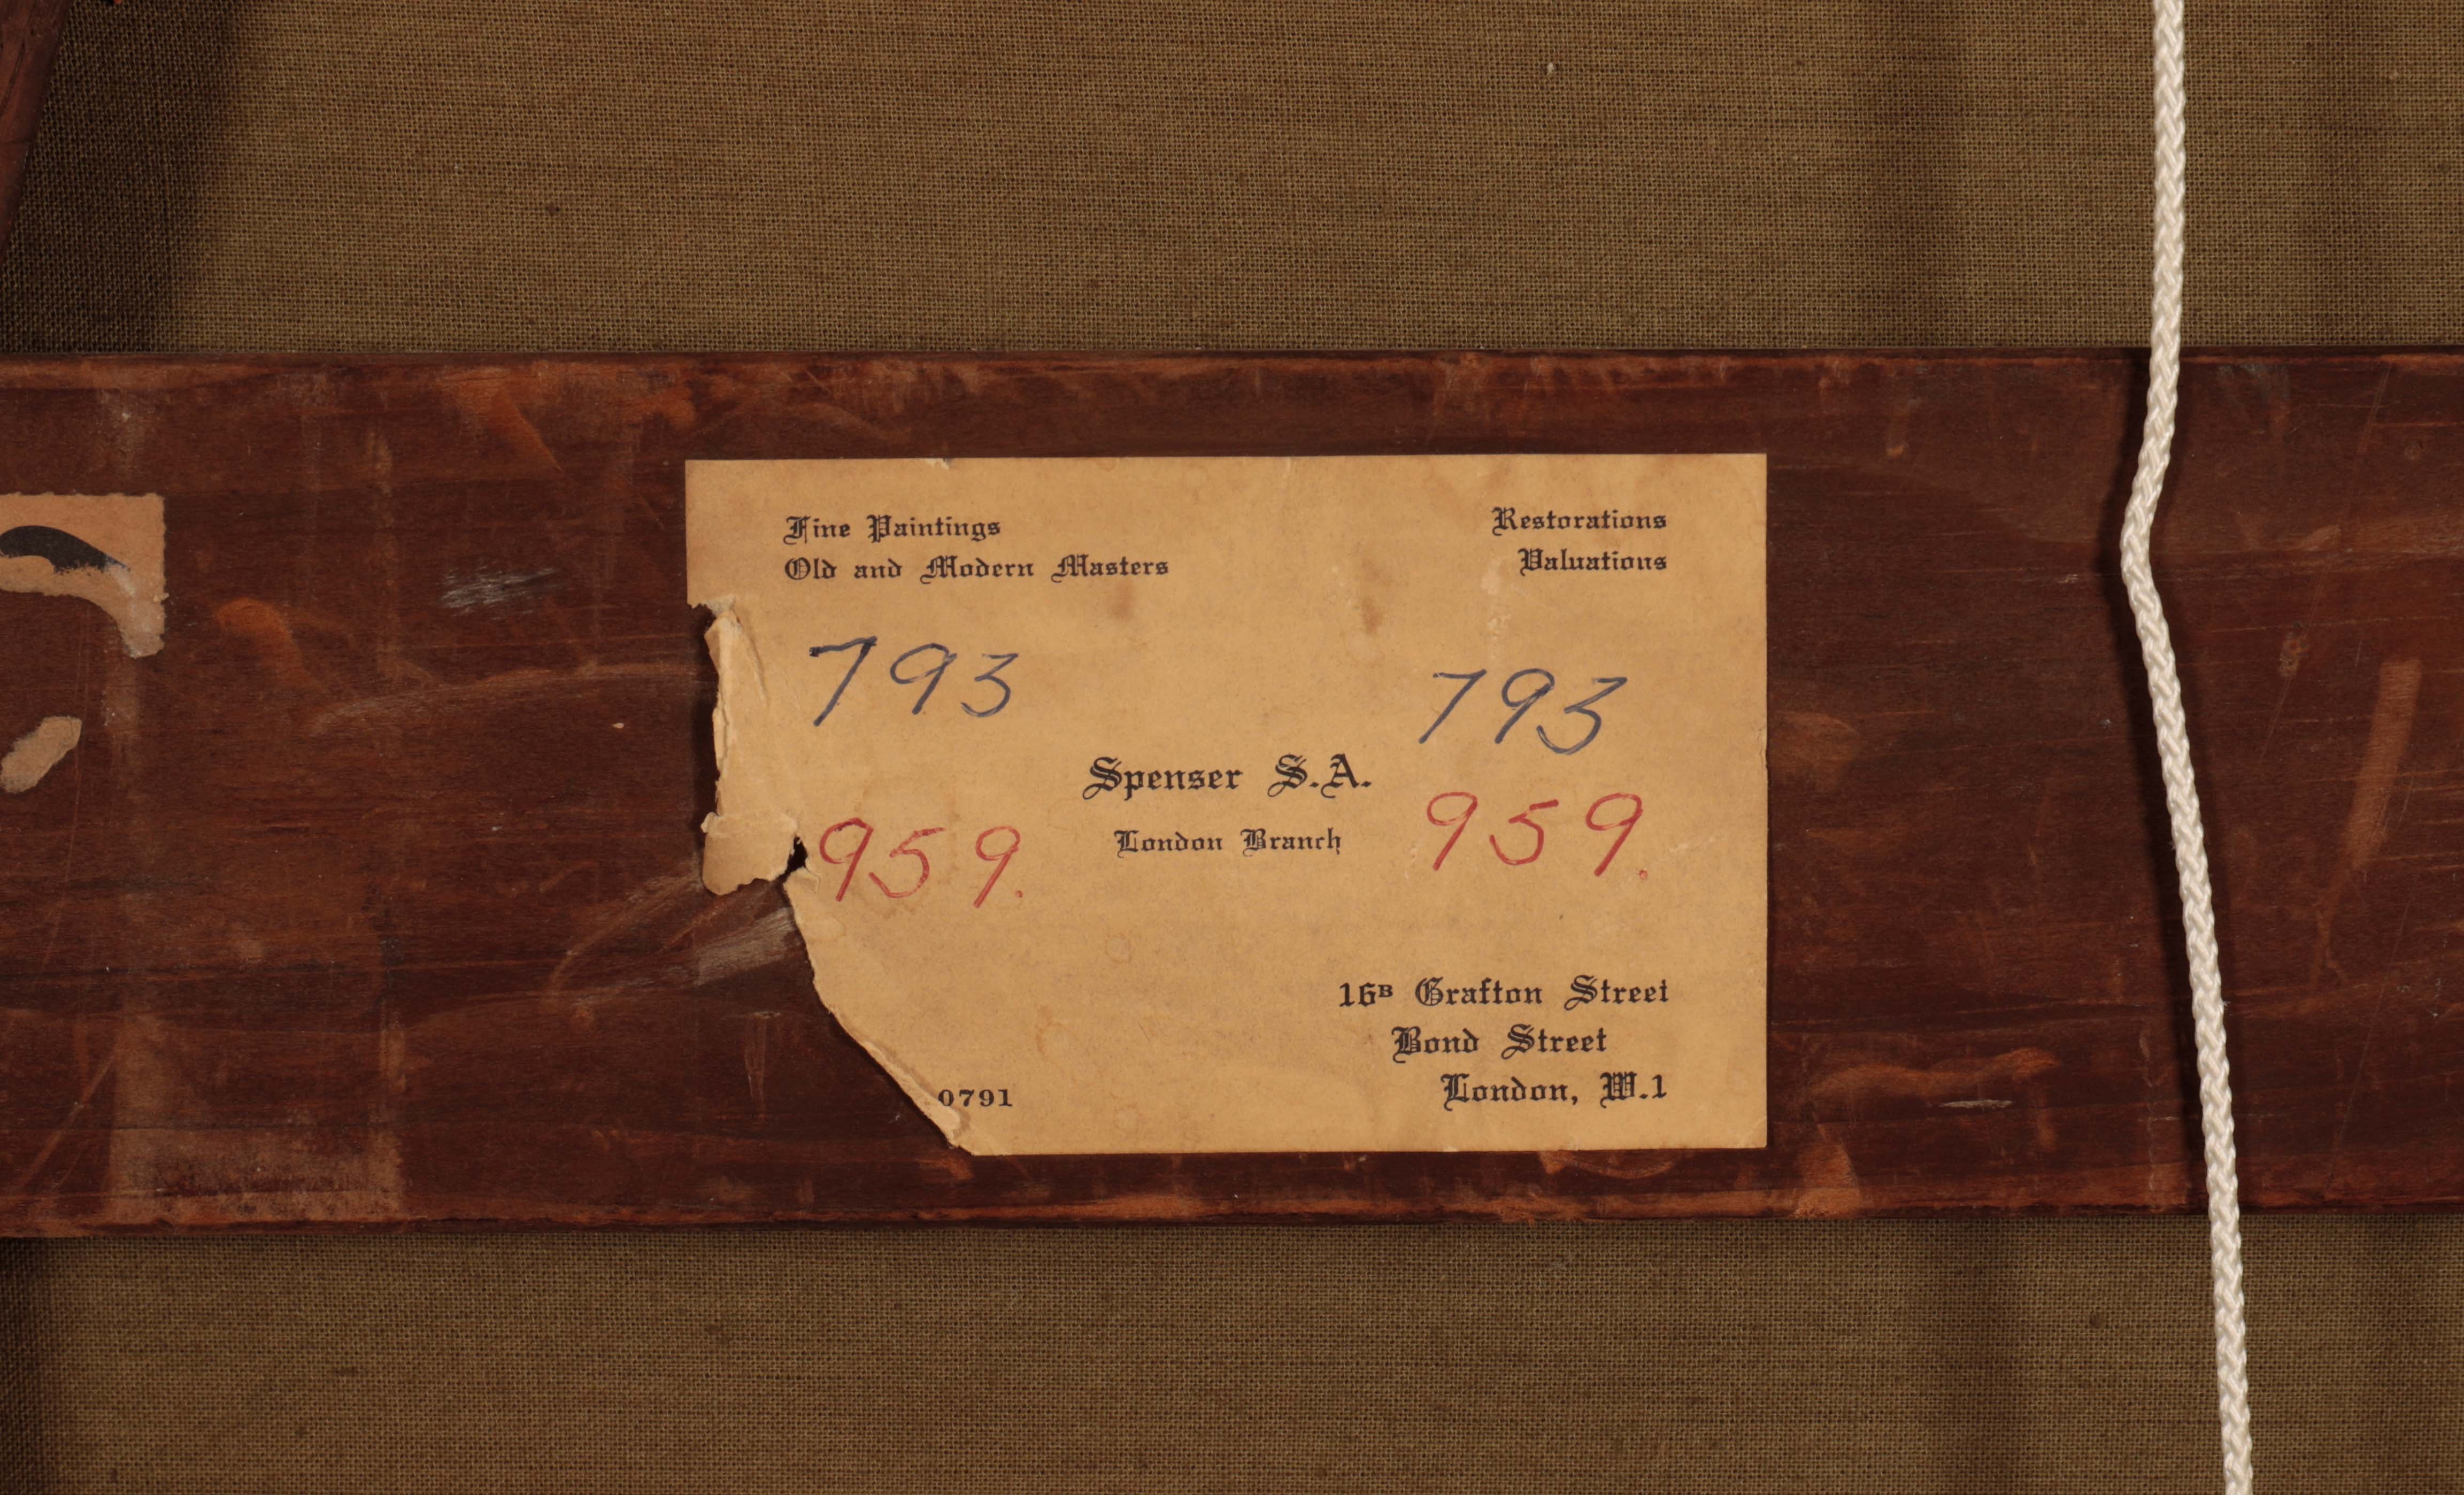 Fine Paintings
Old and Modern Masters
Restorations
Valuations
793
793
Spenser S.A.
London Branch
959.
959.
16B Grafton Street
Bond Street
London, W.1
0791